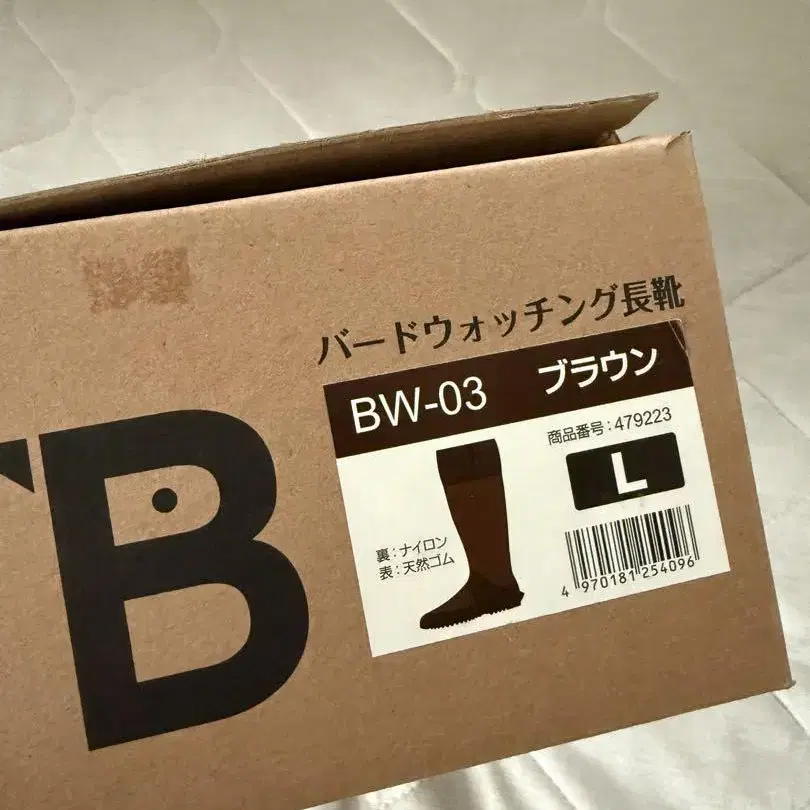 バードウォッチング長靴
BW-03 ブラウン
商品番号:479223
L
裏:ナイロン
表:天然ゴム
4 970181 254096
B